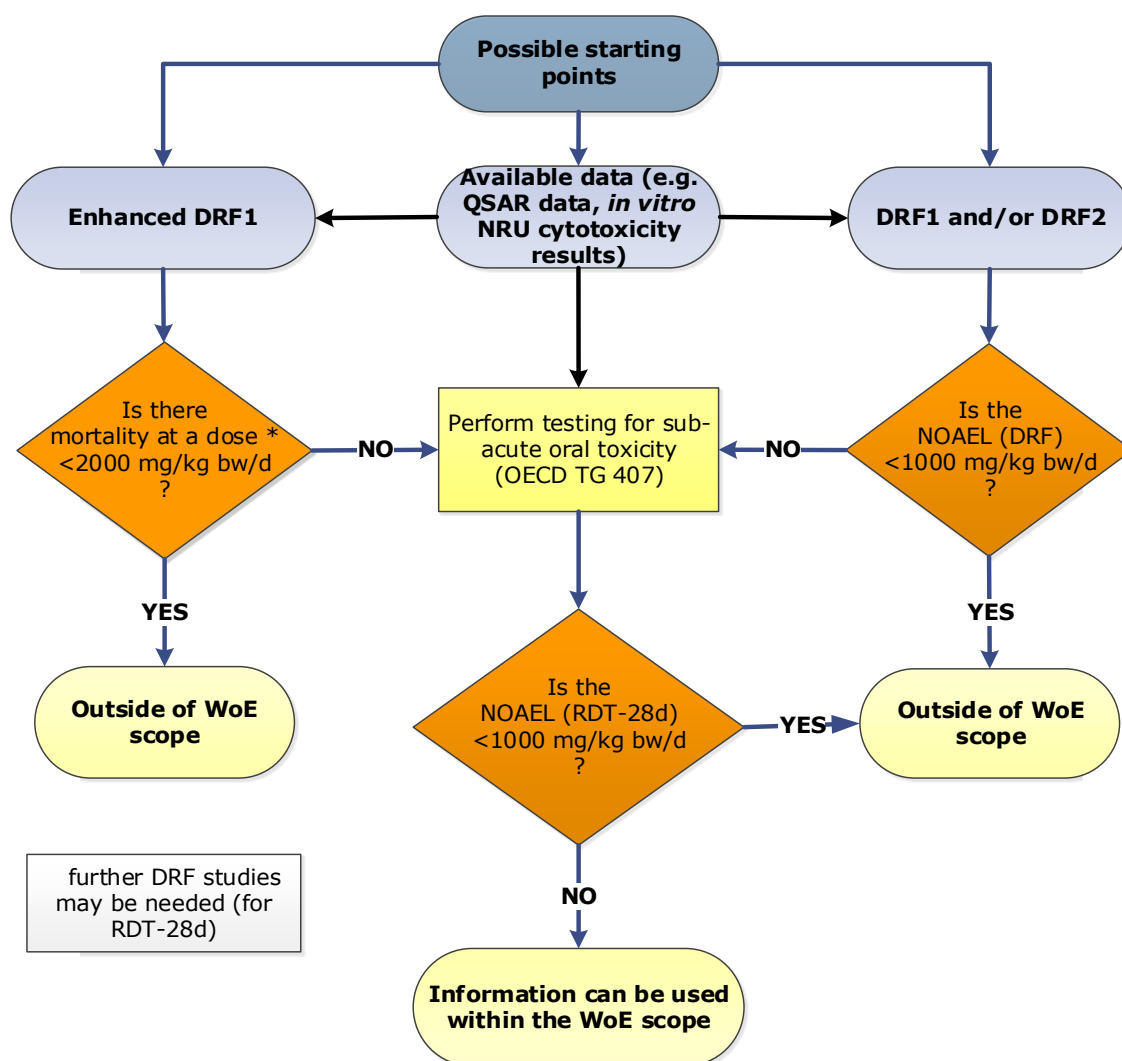 Possible starting
points
Enhanced DRF1
Available data (e.g.
QSAR data, in vitro
NRU cytotoxicity
results)
DRF1 and/or DRF2
Is there
mortality at a dose *
<2000 mg/kg bw/d
?
NO
Perform testing for sub-
acute oral toxicity
(OECD TG 407)
NO
Is the
NOAEL (DRF)
<1000 mg/kg bw/d
?
YES
YES
Outside of WoE
scope
Is the
NOAEL (RDT-28d)
<1000 mg/kg bw/d
?
YES
Outside of WoE
scope
further DRF studies
may be needed (for
RDT-28d)
NO
Information can be used
within the WoE scope